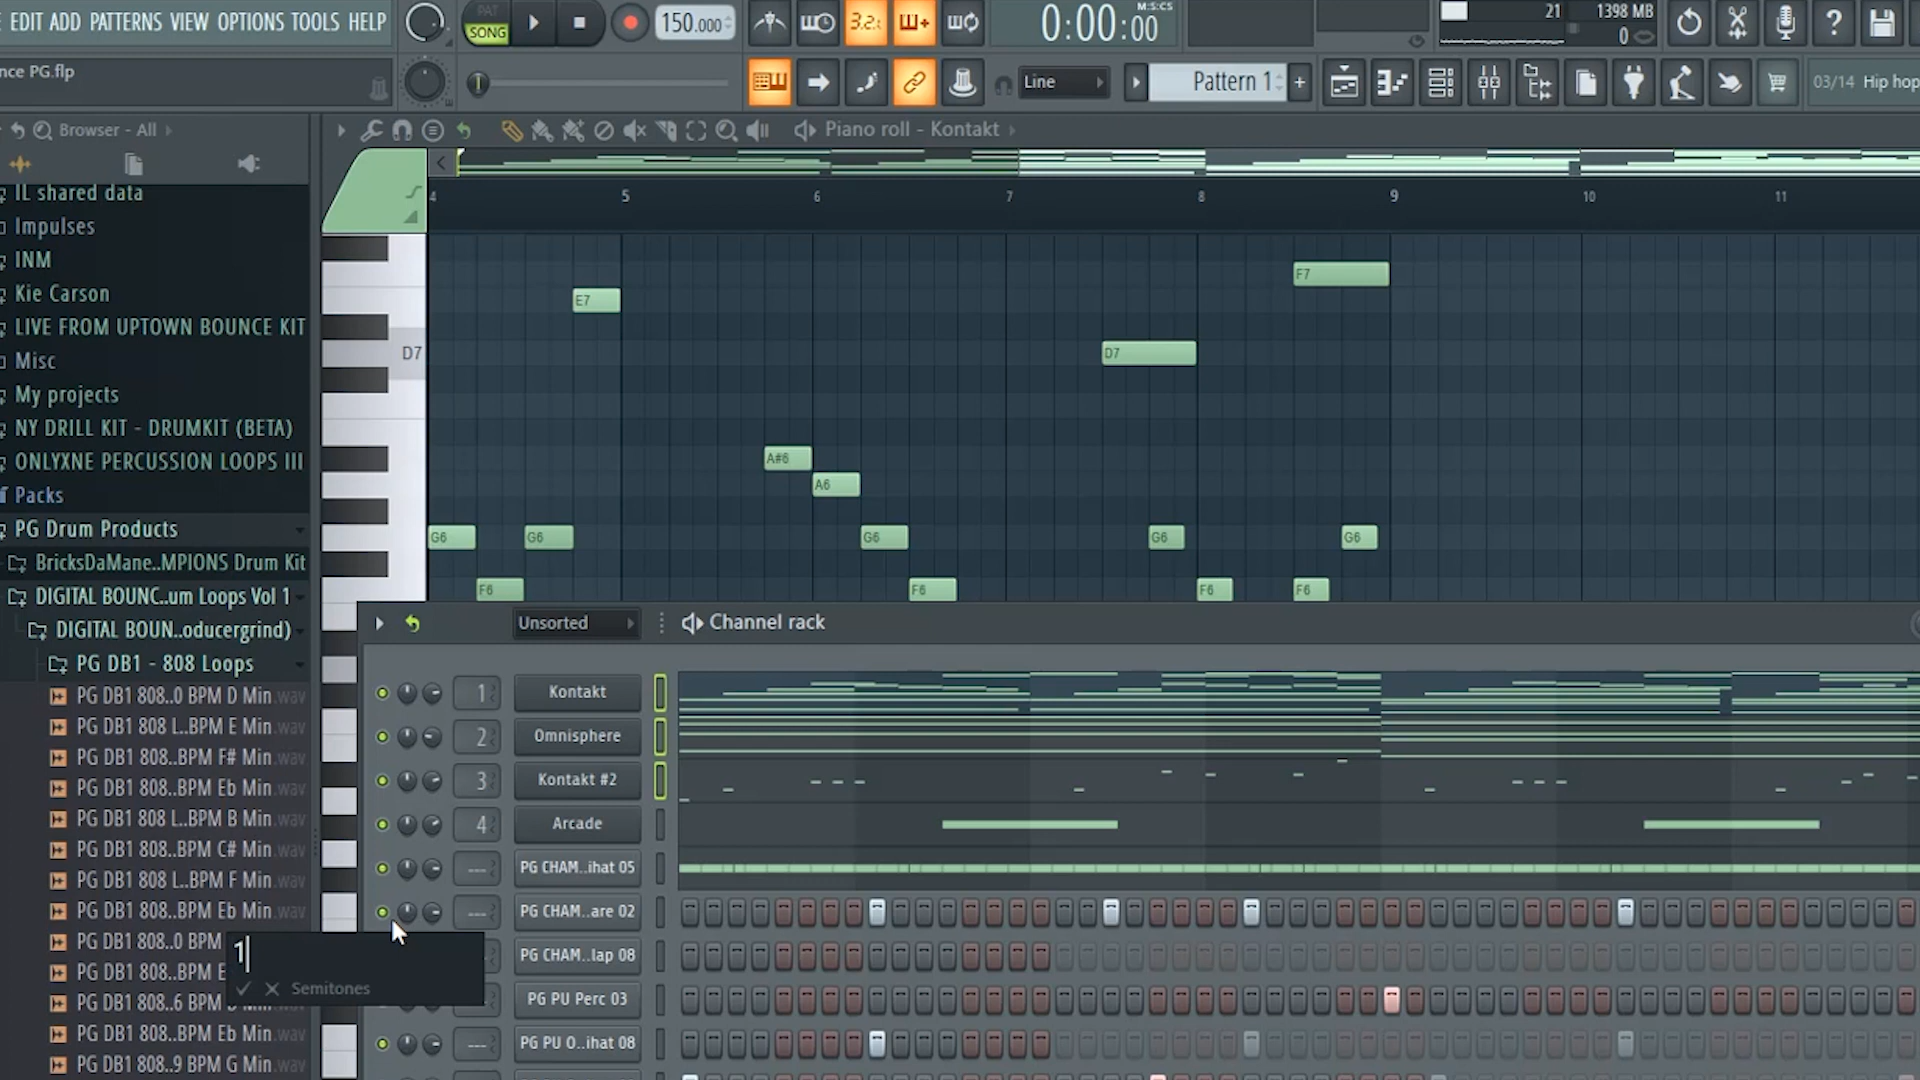 EDIT ADD PATTERNS VIEW OPTIONS TOOLS HELP
PAT
SONG
150.000
3.2:
0:00:00
M:S:CS
21
1398 MB
0
nce PG.flp
Line
Pattern 1
+
03/14 Hip hop
Browser - All
Piano roll - Kontakt
IL shared data
Impulses
INM
Kie Carson
LIVE FROM UPTOWN BOUNCE KIT
Misc
My projects
NY DRILL KIT - DRUMKIT (BETA)
ONLYXNE PERCUSSION LOOPS III
Packs
PG Drum Products
BricksDaMane..MPIONS Drum Kit
DIGITAL BOUNC..um Loops Vol 1
DIGITAL BOUN..oducergrind)
PG DB1 - 808 Loops
PG DB1 808..0 BPM D Min.wav
PG DB1 808 L..BPM E Min.wav
PG DB1 808..BPM F# Min.wav
PG DB1 808..BPM Eb Min.wav
PG DB1 808 L..BPM B Min.wav
PG DB1 808..BPM C# Min.wav
PG DB1 808 L..BPM F Min.wav
PG DB1 808..BPM Eb Min.wav
PG DB1 808..0 BPM
PG DB1 808..BPM E
PG DB1 808..6 BPM
PG DB1 808..BPM Eb Min.wav
PG DB1 808..9 BPM G Min.wav
4 5 6 7 8 9 10 11
F7
E7
D7
D7
A#6
A6
G6 G6 G6 G6 G6
F6 F6 F6 F6
Unsorted
Channel rack
1 Kontakt
2 Omnisphere
3 Kontakt #2
4 Arcade
--- PG CHAM..ihat 05
--- PG CHAM..are 02
PG CHAM..lap 08
PG PU Perc 03
--- PG PU O..ihat 08
1
Semitones